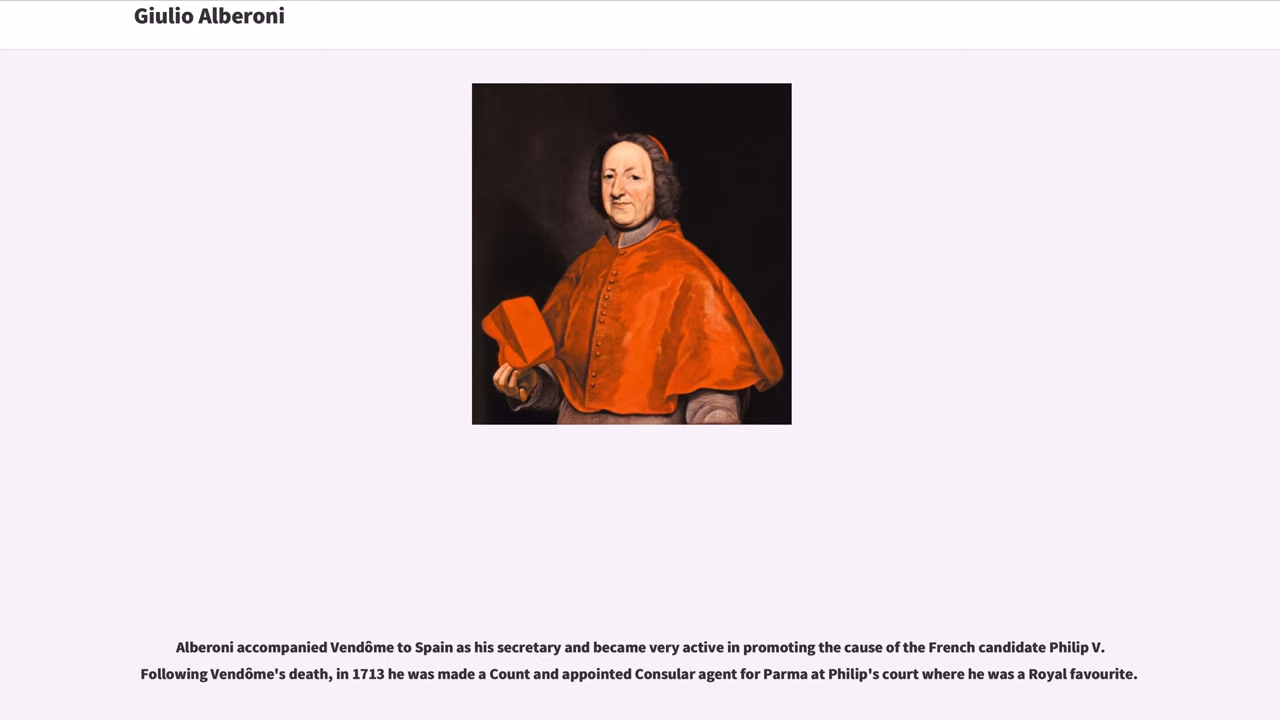 Giulio Alberoni
Alberoni accompanied Vendôme to Spain as his secretary and became very active in promoting the cause of the French candidate Philip V.
Following Vendôme's death, in 1713 he was made a Count and appointed Consular agent for Parma at Philip's court where he was a Royal favourite.